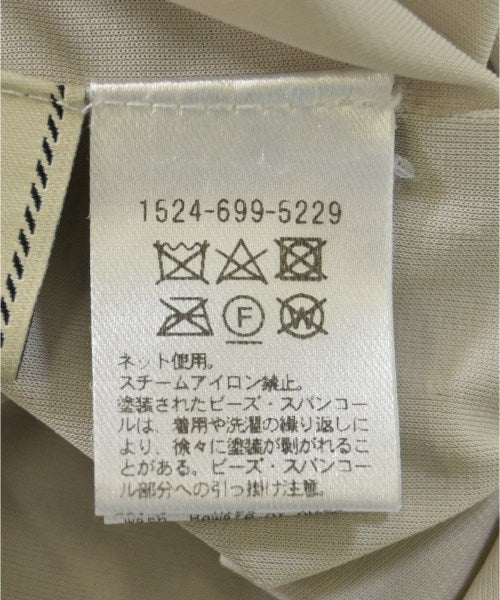 1524-699-5229
F W
ネット使用。
スチームアイロン禁止。
塗装されたビーズ・スパンコー
ルは、着用や洗濯の繰り返しに
より、徐々に塗装が剥がれるこ
とがある。ビーズ・スパンコー
ル部分への引っ掛け注意。